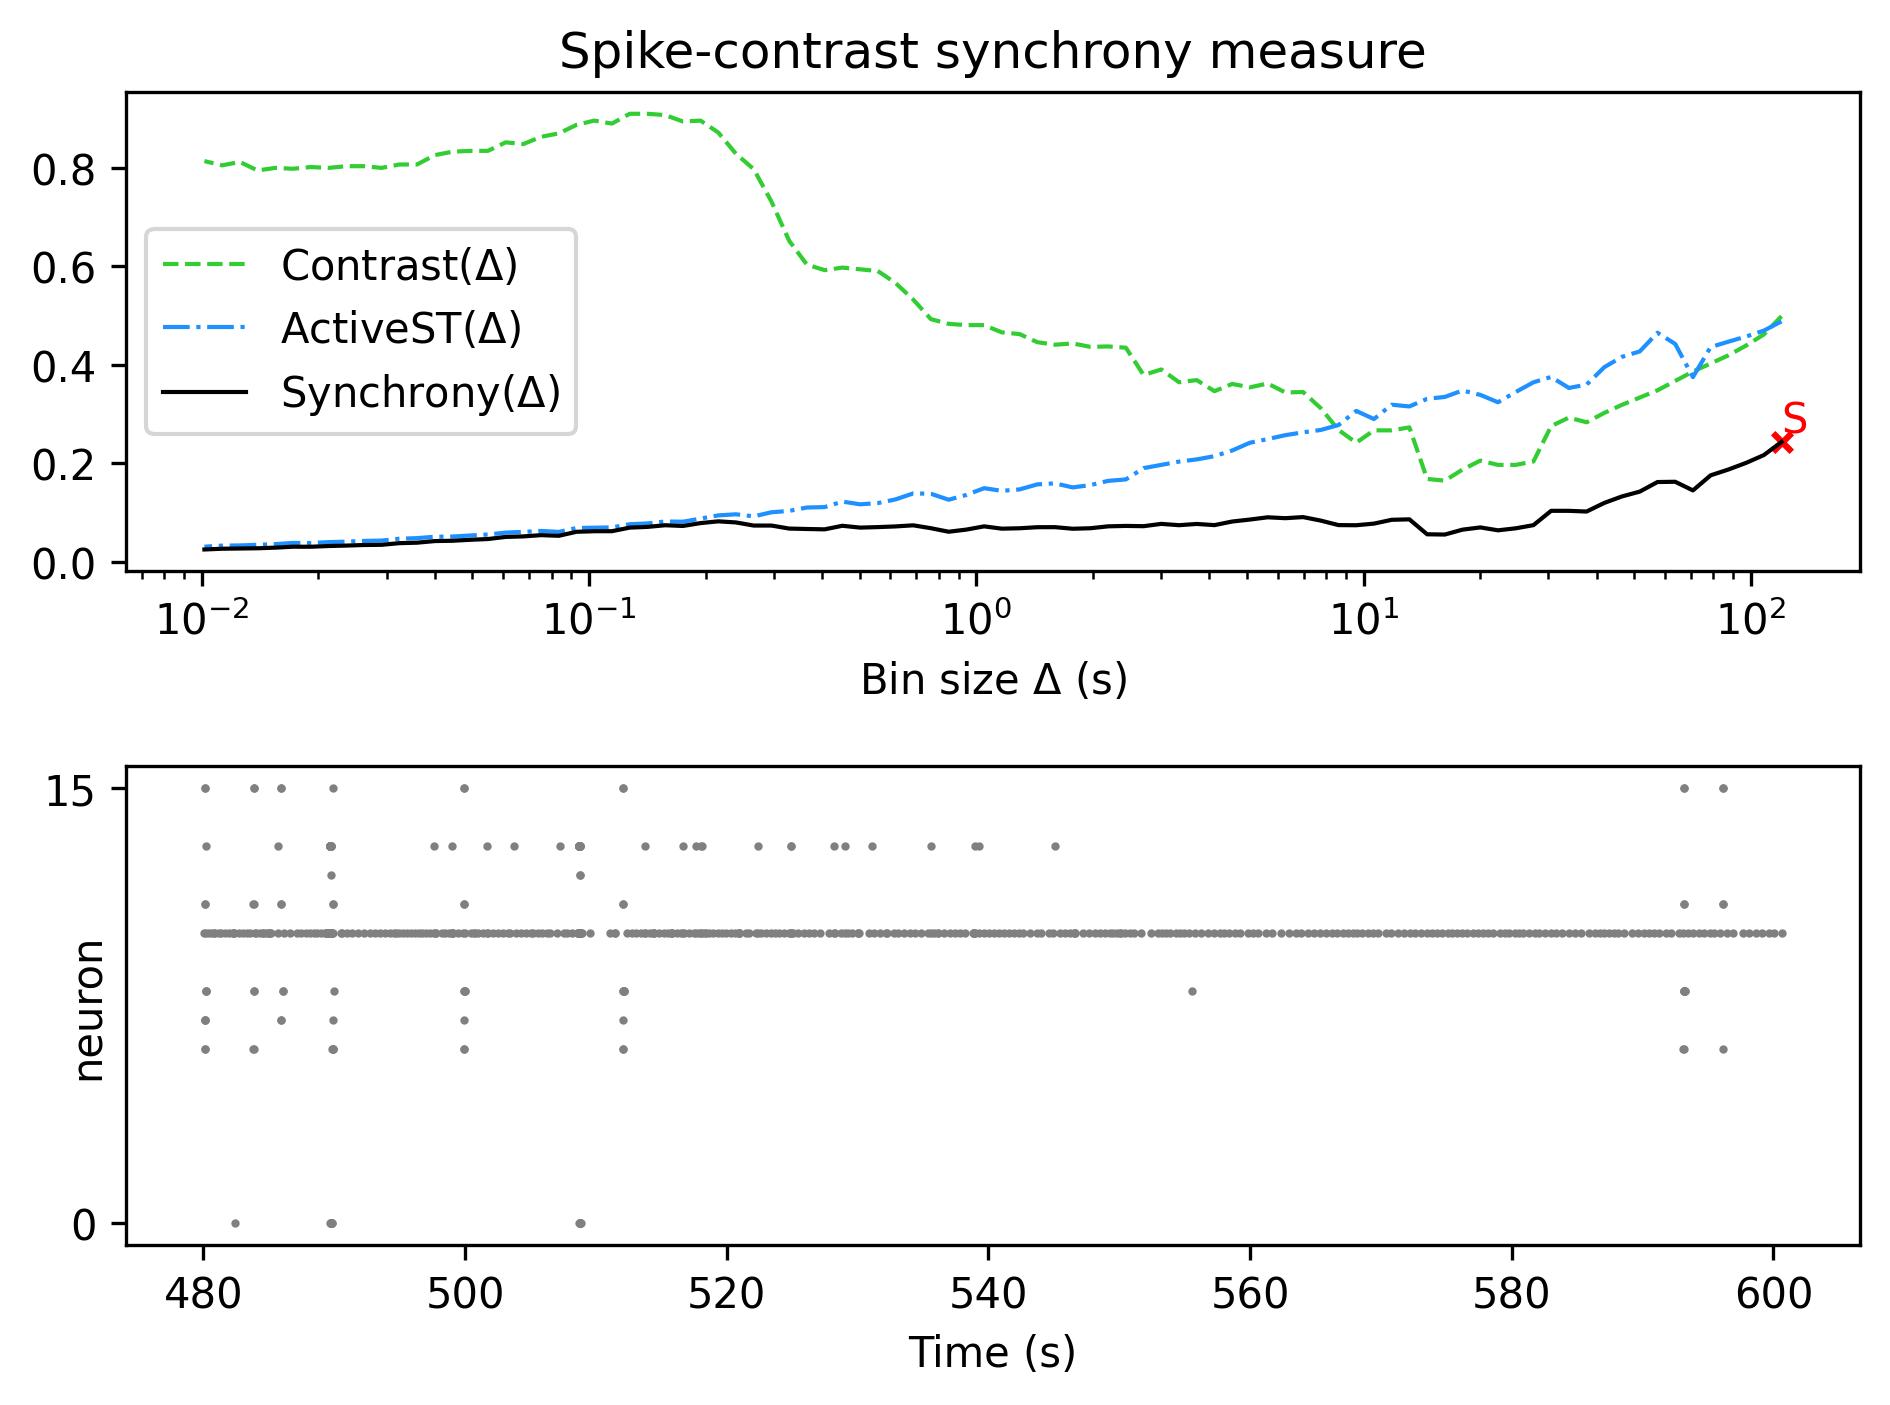 Spike-contrast synchrony measure
0.8
0.6
0.4
0.2
0.0
Contrast(Δ)
ActiveST(Δ)
Synchrony(Δ)
S
10⁻² 10⁻¹ 10⁰ 10¹ 10²
Bin size Δ (s)
15
0
neuron
480 500 520 540 560 580 600
Time (s)